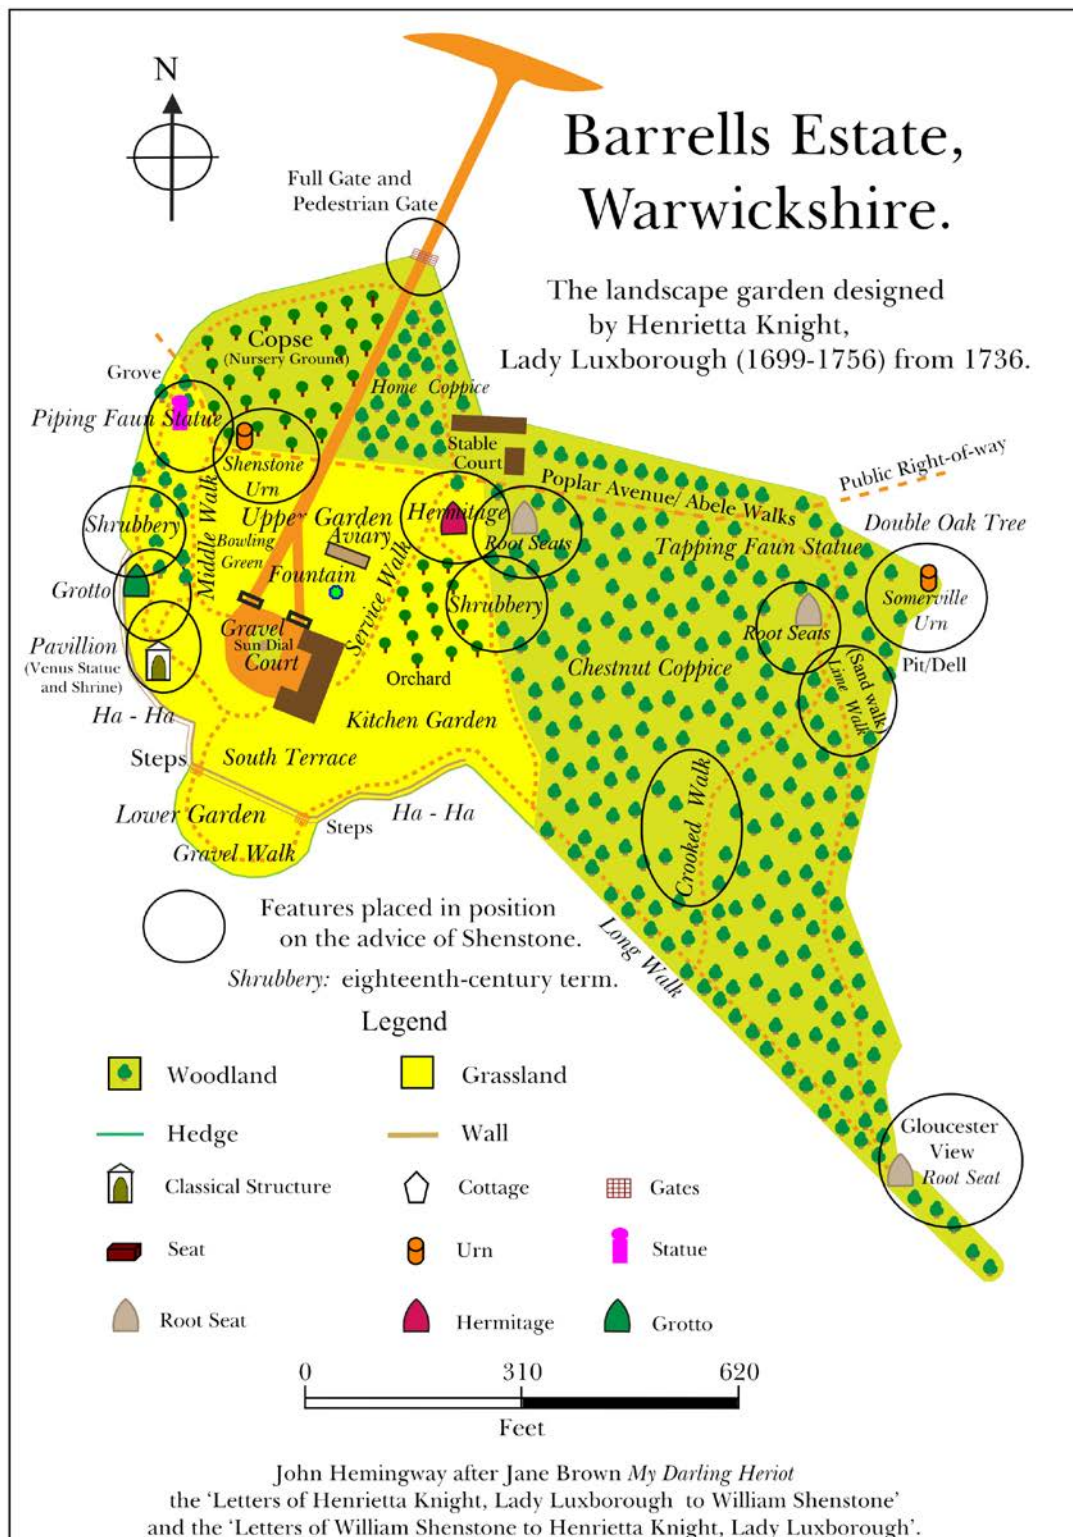 N
Barrells Estate,
Warwickshire.
Full Gate and
Pedestrian Gate
The landscape garden designed
by Henrietta Knight,
Lady Luxborough (1699-1756) from 1736.
Copse
(Nursery Ground)
Grove
Home Coppice
Piping Faun Statue
Stable
Court
Shenstone
Urn
Public Right-of-way
Poplar Avenue/ Abele Walks
Hermitage
Upper Garden
Shrubbery
Middle Walk
Bowling
Green
Aviary
Root Seats
Tapping Faun Statue
Double Oak Tree
Fountain
Service Walk
Grotto
Shrubbery
Somerville
Urn
Gravel
Sun Dial
Court
Root Seats
Pavillion
(Venus Statue
and Shrine)
Orchard
Chestnut Coppice
(Sand walk)
Lime Walk
Pit/Dell
Ha - Ha
Kitchen Garden
Steps
South Terrace
Crooked Walk
Lower Garden
Steps
Ha - Ha
Gravel Walk
Features placed in position
on the advice of Shenstone.
Long Walk
Shrubbery: eighteenth-century term.
Legend
Woodland
Grassland
Hedge
Wall
Gloucester
View
Root Seat
Classical Structure
Cottage
Gates
Seat
Urn
Statue
Root Seat
Hermitage
Grotto
0 310 620
Feet
John Hemingway after Jane Brown My Darling Heriot
the ‘Letters of Henrietta Knight, Lady Luxborough to William Shenstone’
and the ‘Letters of William Shenstone to Henrietta Knight, Lady Luxborough’.